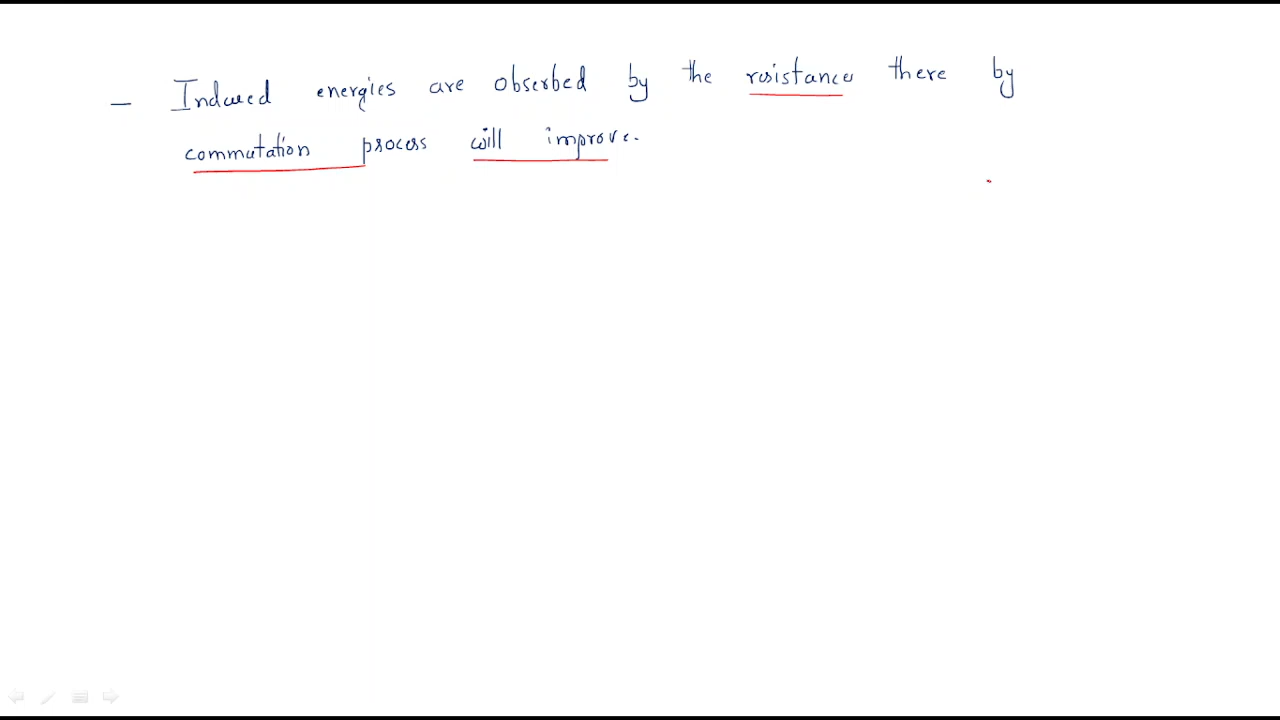 – Induced energies are obserbed by the resistance there by
commutation process will improve.